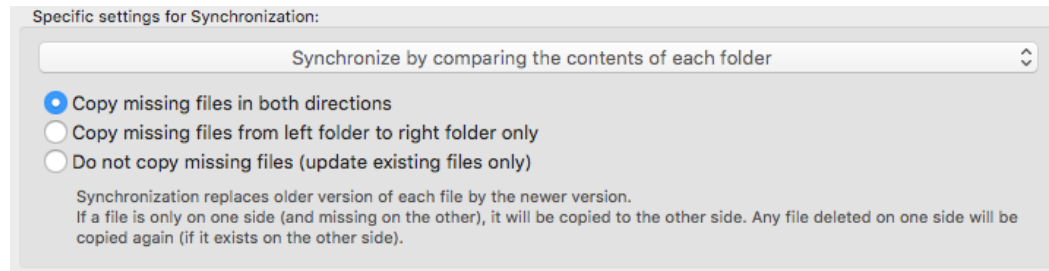 Specific settings for Synchronization:
Synchronize by comparing the contents of each folder
Copy missing files in both directions
Copy missing files from left folder to right folder only
Do not copy missing files (update existing files only)
Synchronization replaces older version of each file by the newer version.
If a file is only on one side (and missing on the other), it will be copied to the other side. Any file deleted on one side will be
copied again (if it exists on the other side).